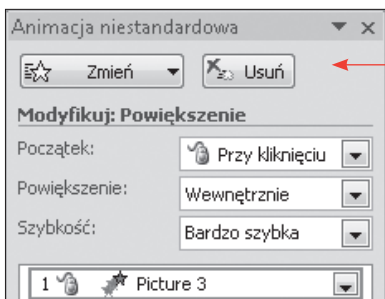 Animacja niestandardowa
Zmień Usuń
Modyfikuj: Powiększenie
Początek: Przy kliknięciu
Powiększenie: Wewnętrznie
Szybkość: Bardzo szybka
1 Picture 3